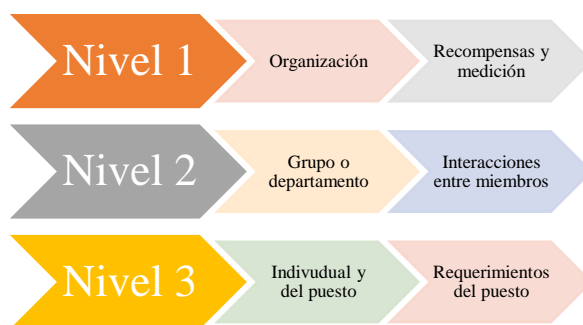 Nivel 1
Organización
Recompensas y
medición
Nivel 2
Grupo o
departamento
Interacciones
entre miembros
Nivel 3
Indivudual y
del puesto
Requerimientos
del puesto